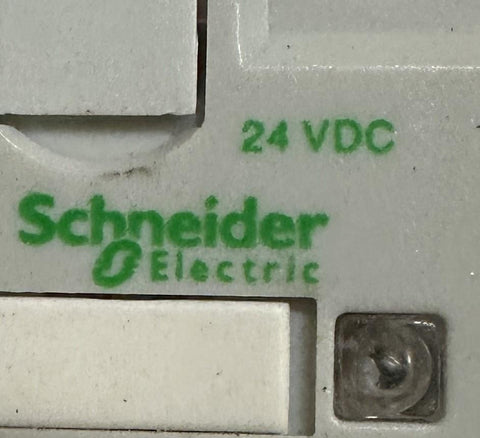 24 VDC
Schneider
Electric